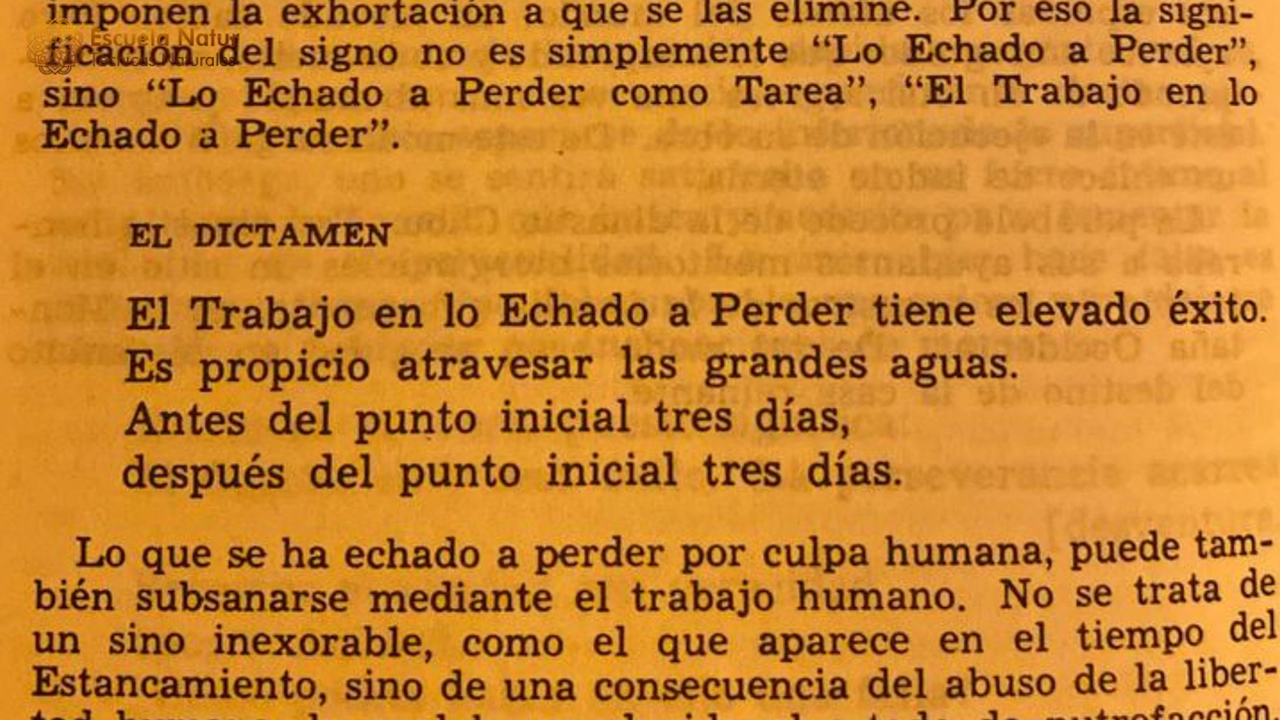 imponen la exhortación a que se las elimine. Por eso la signi-
ficación del signo no es simplemente “Lo Echado a Perder”,
sino “Lo Echado a Perder como Tarea”, “El Trabajo en lo
Echado a Perder”.
EL DICTAMEN
El Trabajo en lo Echado a Perder tiene elevado éxito.
Es propicio atravesar las grandes aguas.
Antes del punto inicial tres días,
después del punto inicial tres días.
Lo que se ha echado a perder por culpa humana, puede tam-
bién subsanarse mediante el trabajo humano. No se trata de
un sino inexorable, como el que aparece en el tiempo del
Estancamiento, sino de una consecuencia del abuso de la liber-
Escuela Natur
Técnicas Naturales